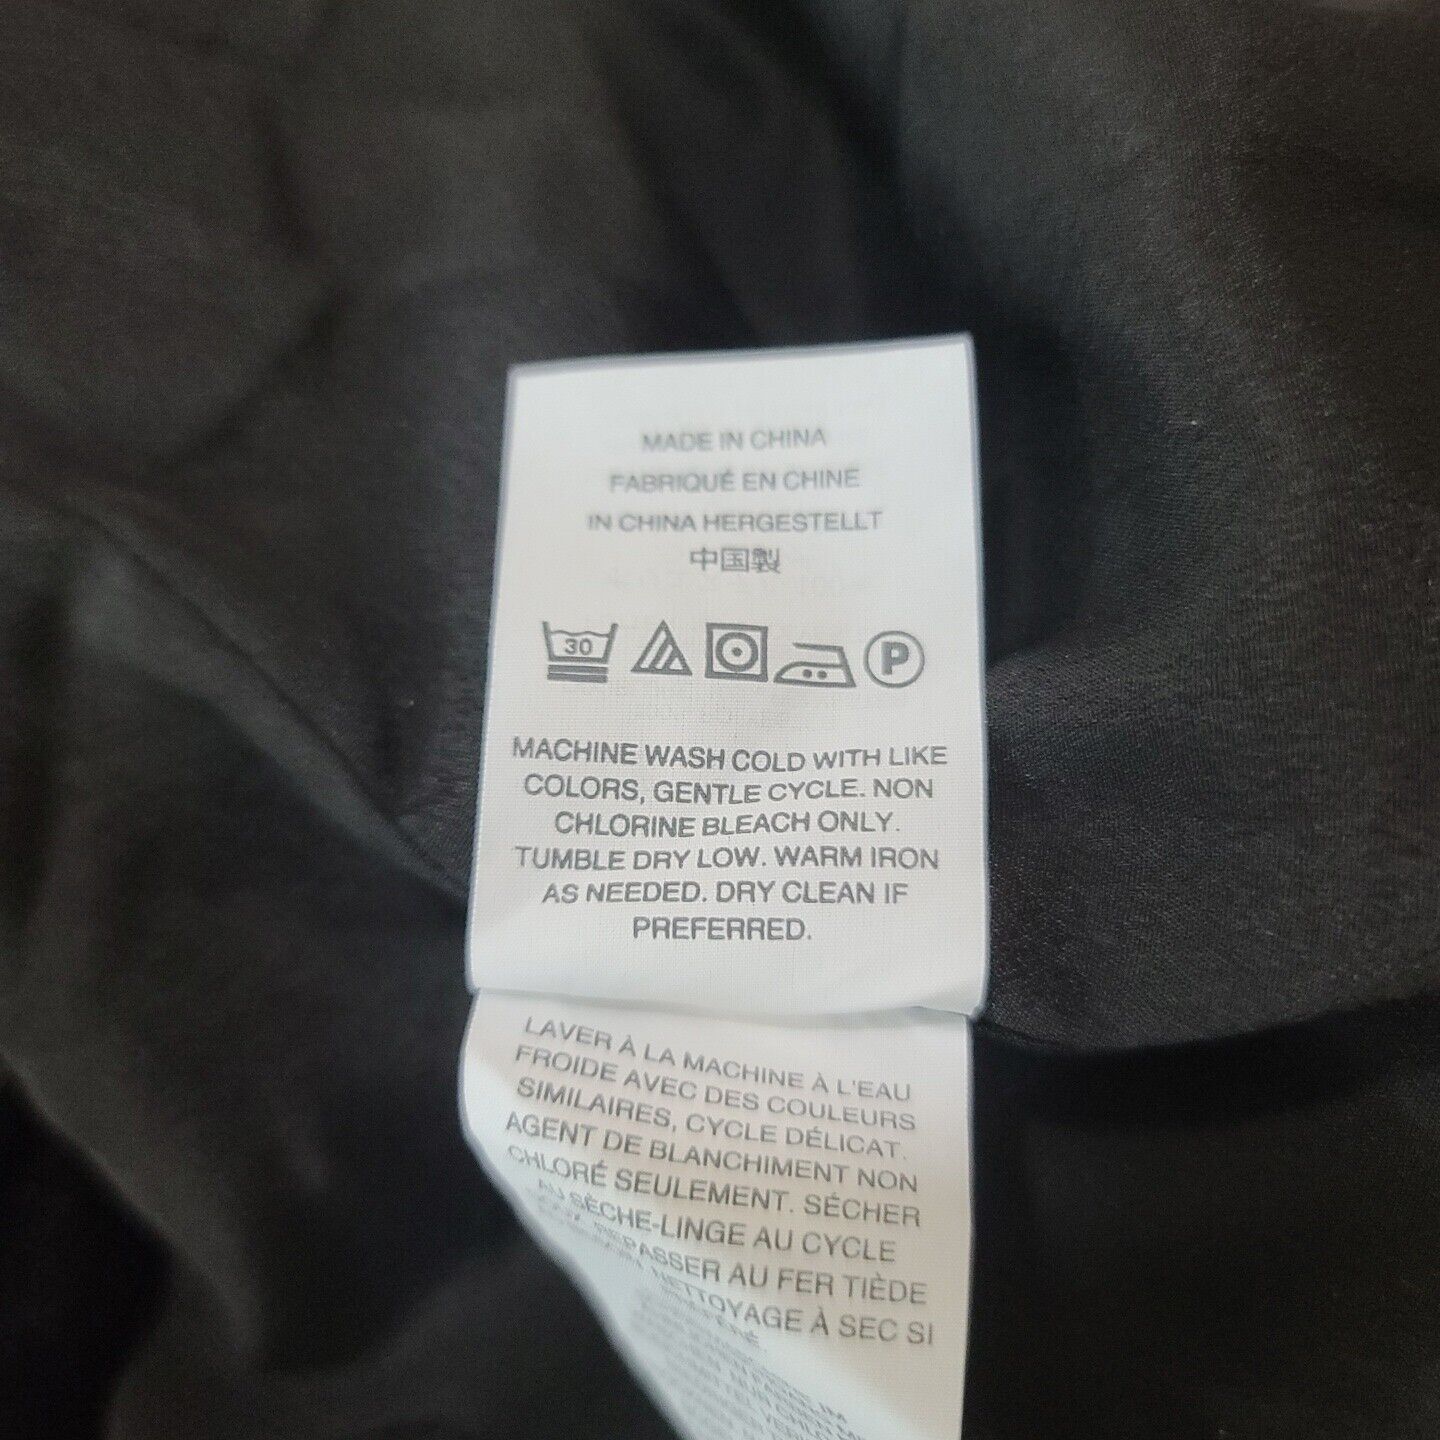 MADE IN CHINA
FABRIQUÉ EN CHINE
IN CHINA HERGESTELLT
中国製
30 P
MACHINE WASH COLD WITH LIKE
COLORS, GENTLE CYCLE. NON
CHLORINE BLEACH ONLY.
TUMBLE DRY LOW. WARM IRON
AS NEEDED. DRY CLEAN IF
PREFERRED.
LAVER À LA MACHINE À L'EAU
FROIDE AVEC DES COULEURS
SIMILAIRES, CYCLE DÉLICAT.
AGENT DE BLANCHIMENT NON
CHLORÉ SEULEMENT. SÉCHER
AU SÈCHE-LINGE AU CYCLE
AU FER TIÈDE
NETTOYAGE À SEC SI